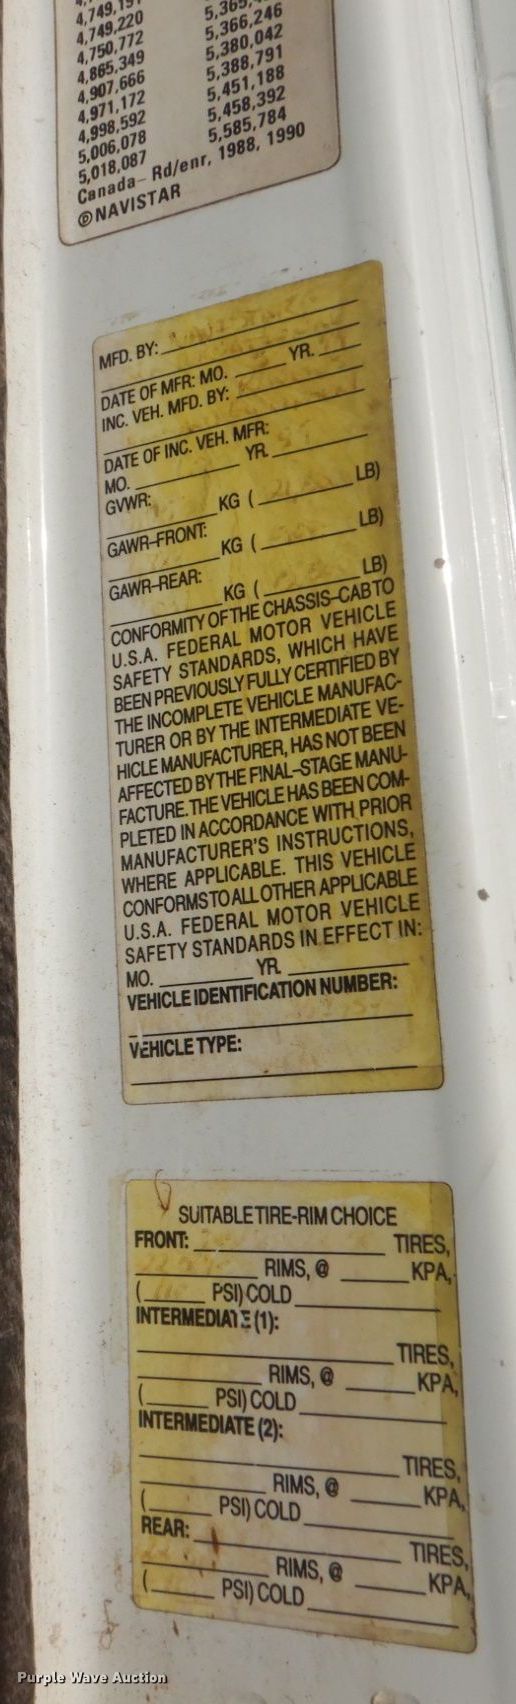 4,749,220
5,366,246
4,750,772
5,380,042
4,865,349
5,388,791
4,907,666
5,451,188
4,971,172
5,458,392
4,998,592
5,585,784
5,006,078
5,018,087
Canada– Rd/enr, 1988, 1990
©NAVISTAR
MFD. BY:
DATE OF MFR: MO. YR.
INC. VEH. MFD. BY:
DATE OF INC. VEH. MFR:
MO. YR.
GVWR:
KG ( LB)
GAWR–FRONT:
KG ( LB)
GAWR–REAR:
KG ( LB)
CONFORMITY OF THE CHASSIS–CAB TO
U.S.A. FEDERAL MOTOR VEHICLE
SAFETY STANDARDS, WHICH HAVE
BEEN PREVIOUSLY FULLY CERTIFIED BY
THE INCOMPLETE VEHICLE MANUFAC-
TURER OR BY THE INTERMEDIATE VE-
HICLE MANUFACTURER, HAS NOT BEEN
AFFECTED BY THE FINAL–STAGE MANU-
FACTURE. THE VEHICLE HAS BEEN COM-
PLETED IN ACCORDANCE WITH PRIOR
MANUFACTURER'S INSTRUCTIONS,
WHERE APPLICABLE. THIS VEHICLE
CONFORMS TO ALL OTHER APPLICABLE
U.S.A. FEDERAL MOTOR VEHICLE
SAFETY STANDARDS IN EFFECT IN:
MO. YR.
VEHICLE IDENTIFICATION NUMBER:
VEHICLE TYPE:
SUITABLE TIRE-RIM CHOICE
FRONT: TIRES,
RIMS, @ KPA,
( PSI) COLD
INTERMEDIATE (1):
TIRES,
RIMS, @ KPA,
( PSI) COLD
INTERMEDIATE (2):
TIRES,
RIMS, @ KPA,
( PSI) COLD
REAR: TIRES,
RIMS, @ KPA,
( PSI) COLD
Purple Wave Auction